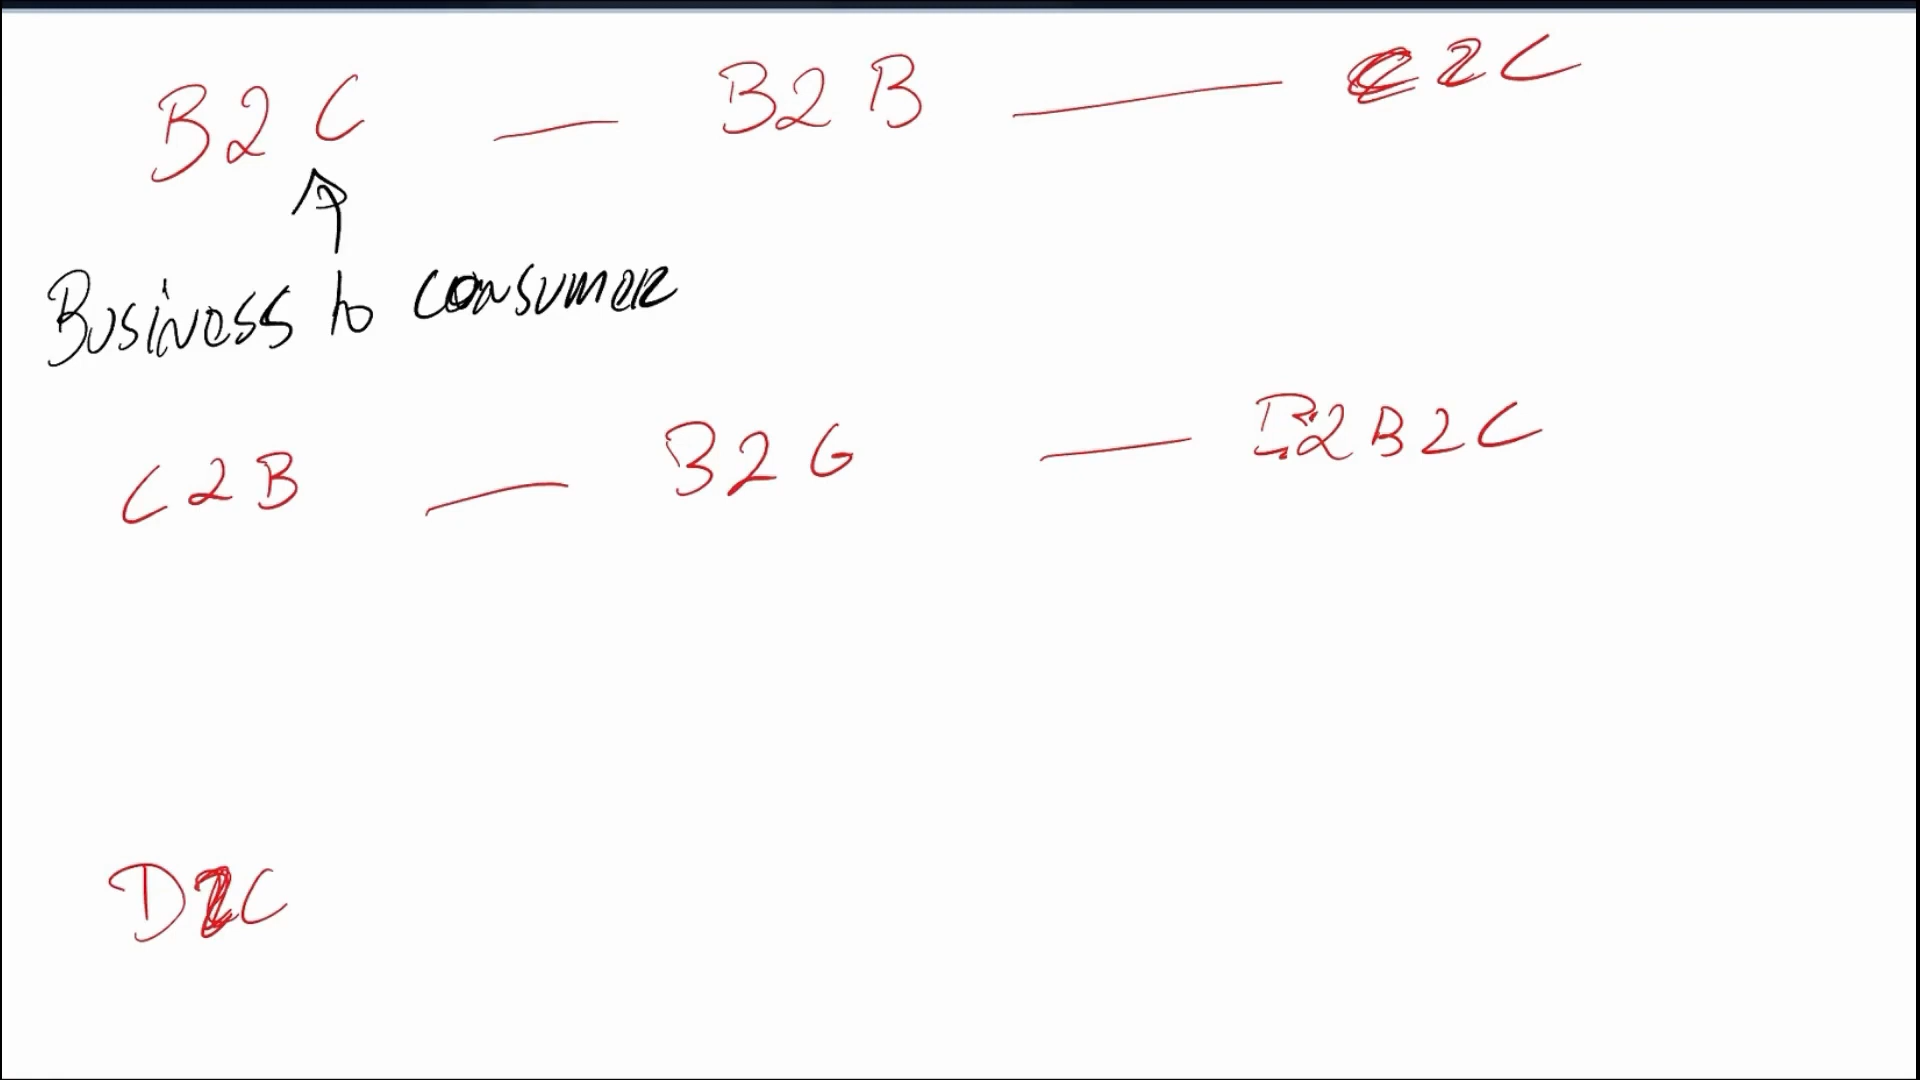 B2C — B2B — C2C
Business to consumer
C2B — B2G — B2B2C
D2C